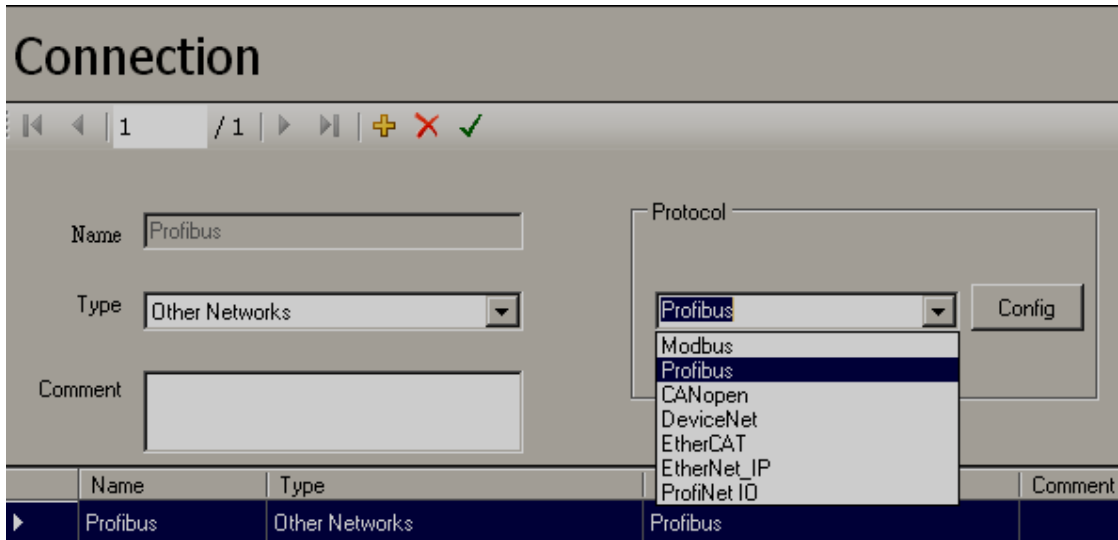 Connection
1 / 1
Name Profibus
Type Other Networks
Comment
Protocol
Profibus Config
Modbus
Profibus
CANopen
DeviceNet
EtherCAT
EtherNet_IP
ProfiNet IO
Name Type Comment
Profibus Other Networks Profibus